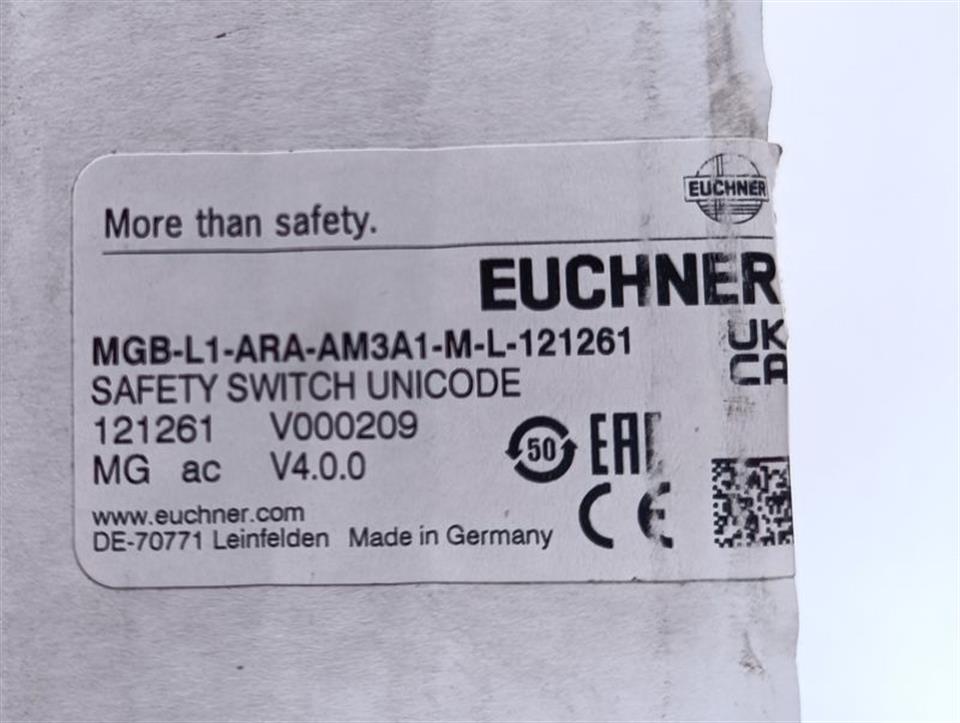 EUCHNER
More than safety.
EUCHNER
MGB-L1-ARA-AM3A1-M-L-121261
UK
CA
SAFETY SWITCH UNICODE
121261 V000209
50
EAC
MG ac V4.0.0
CE
www.euchner.com
DE-70771 Leinfelden Made in Germany